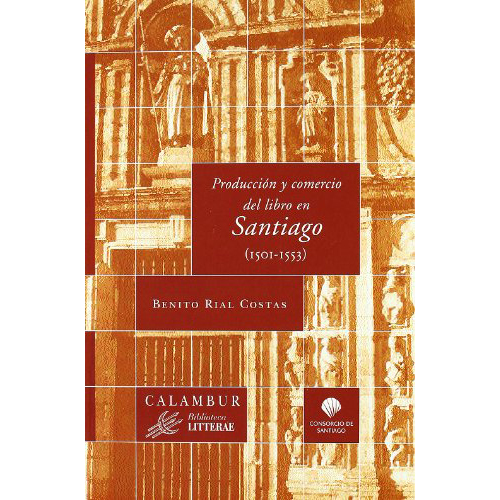 Producción y comercio
del libro en
Santiago
(1501-1553)
BENITO RIAL COSTAS
CALAMBUR
Biblioteca
LITTERAE
CONSORCIO DE
SANTIAGO